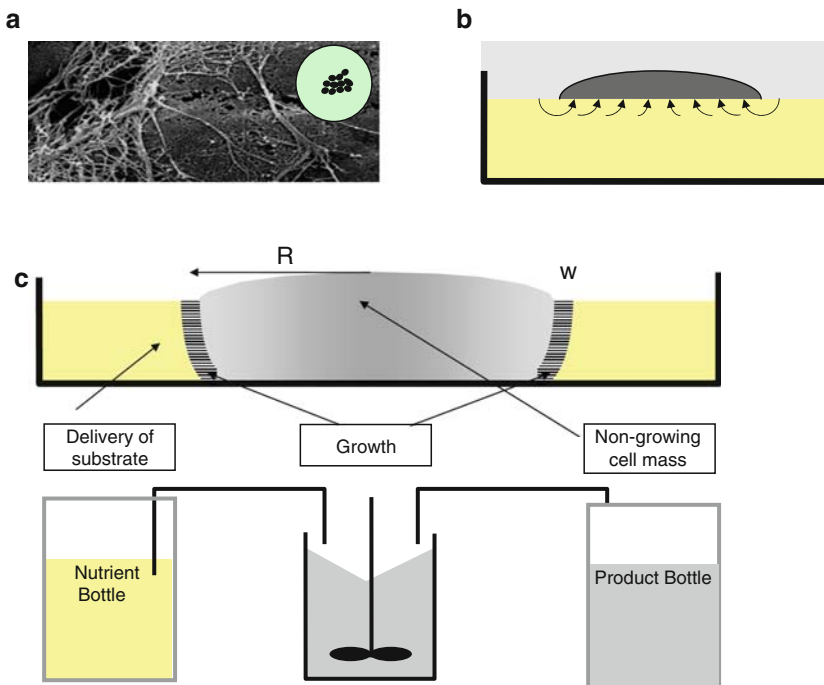 a
b
c
R
w
Delivery of
substrate
Growth
Non-growing
cell mass
Nutrient
Bottle
Product Bottle